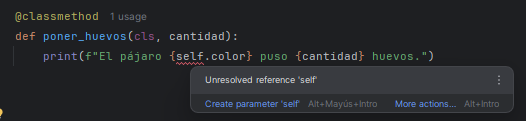 @classmethod 1 usage
def poner_huevos(cls, cantidad):
print(f"El pájaro {self.color} puso {cantidad} huevos.")
Unresolved reference 'self'
Create parameter 'self' Alt+Mayús+Intro More actions... Alt+Intro